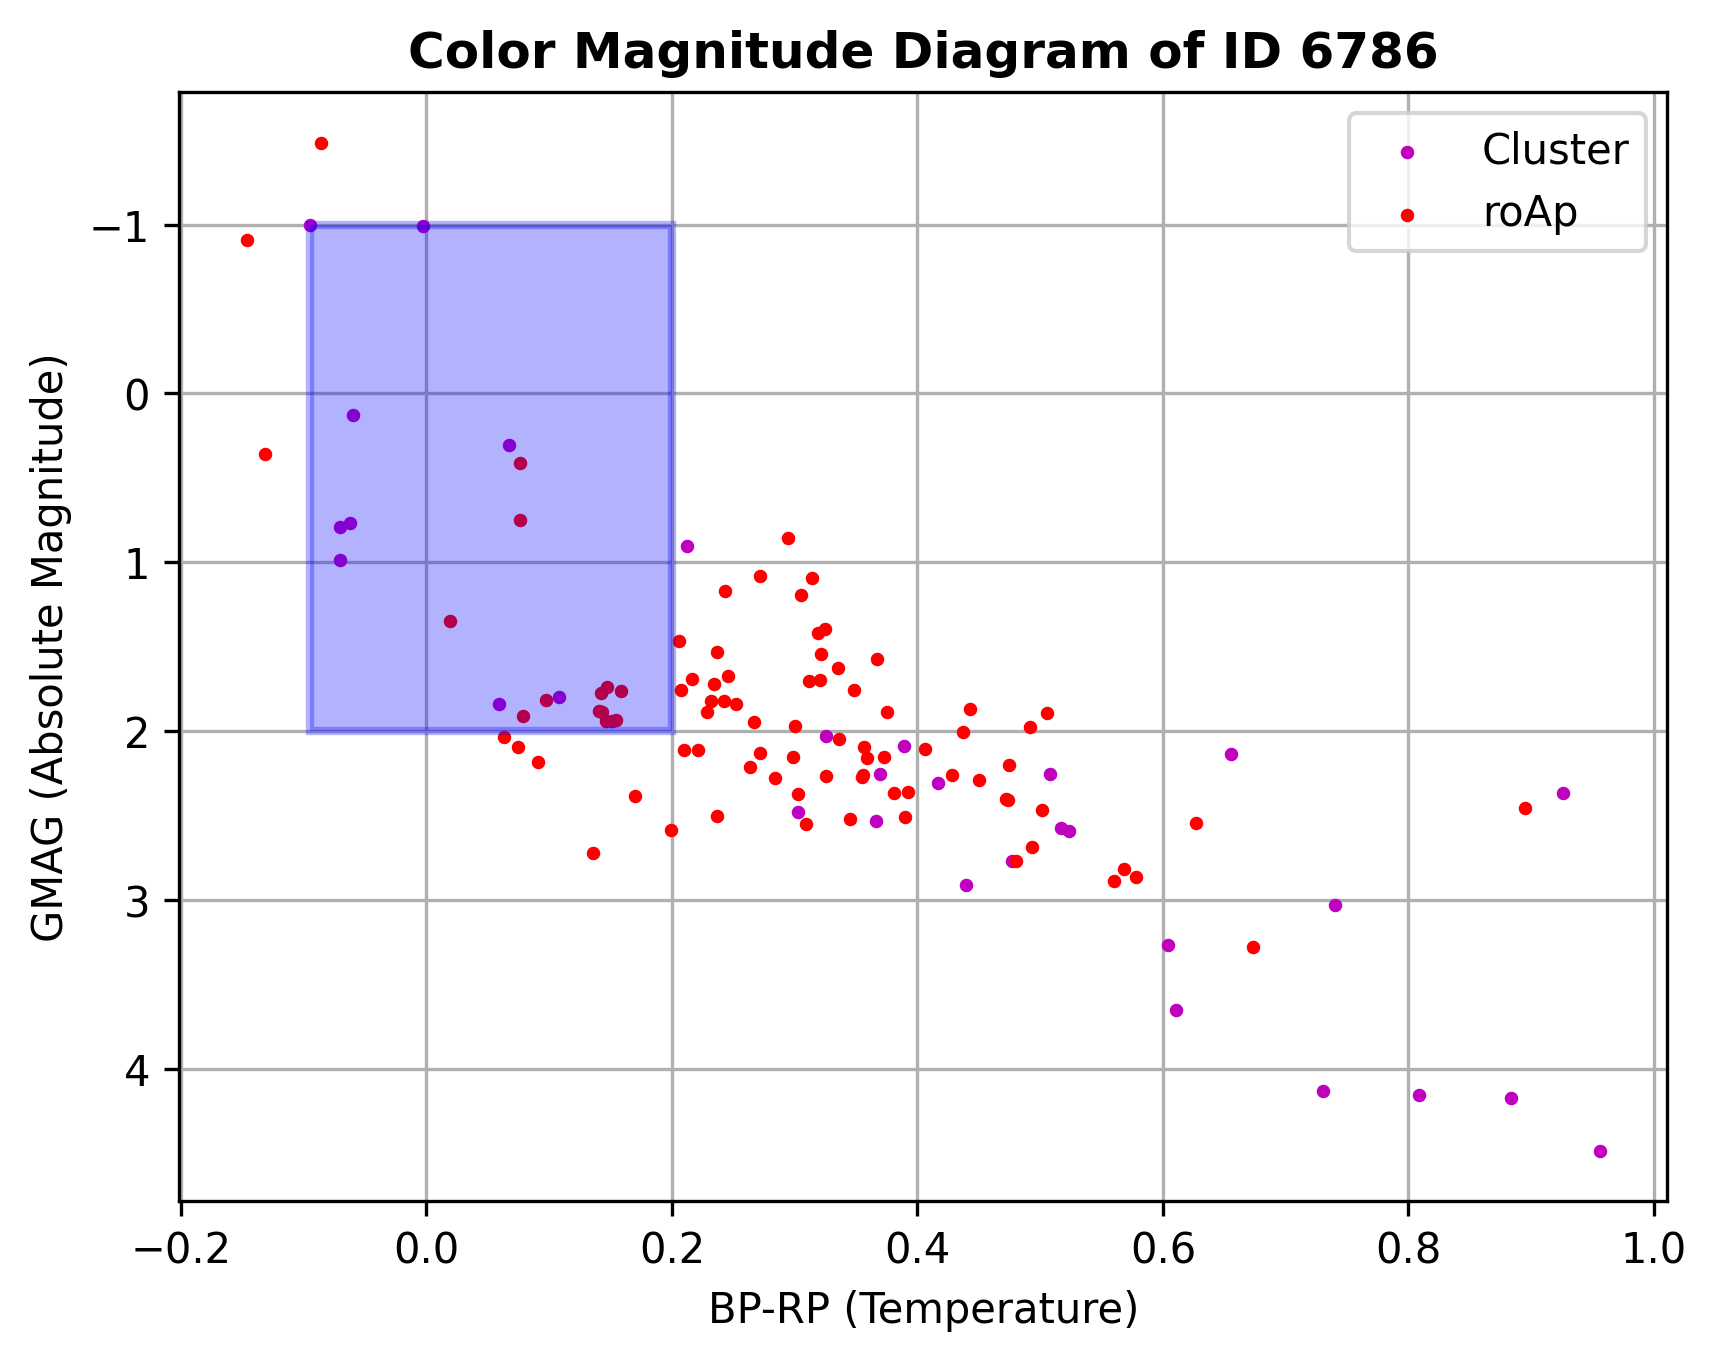 Color Magnitude Diagram of ID 6786
Cluster
roAp
GMAG (Absolute Magnitude)
−1
0
1
2
3
4
−0.2 0.0 0.2 0.4 0.6 0.8 1.0
BP-RP (Temperature)